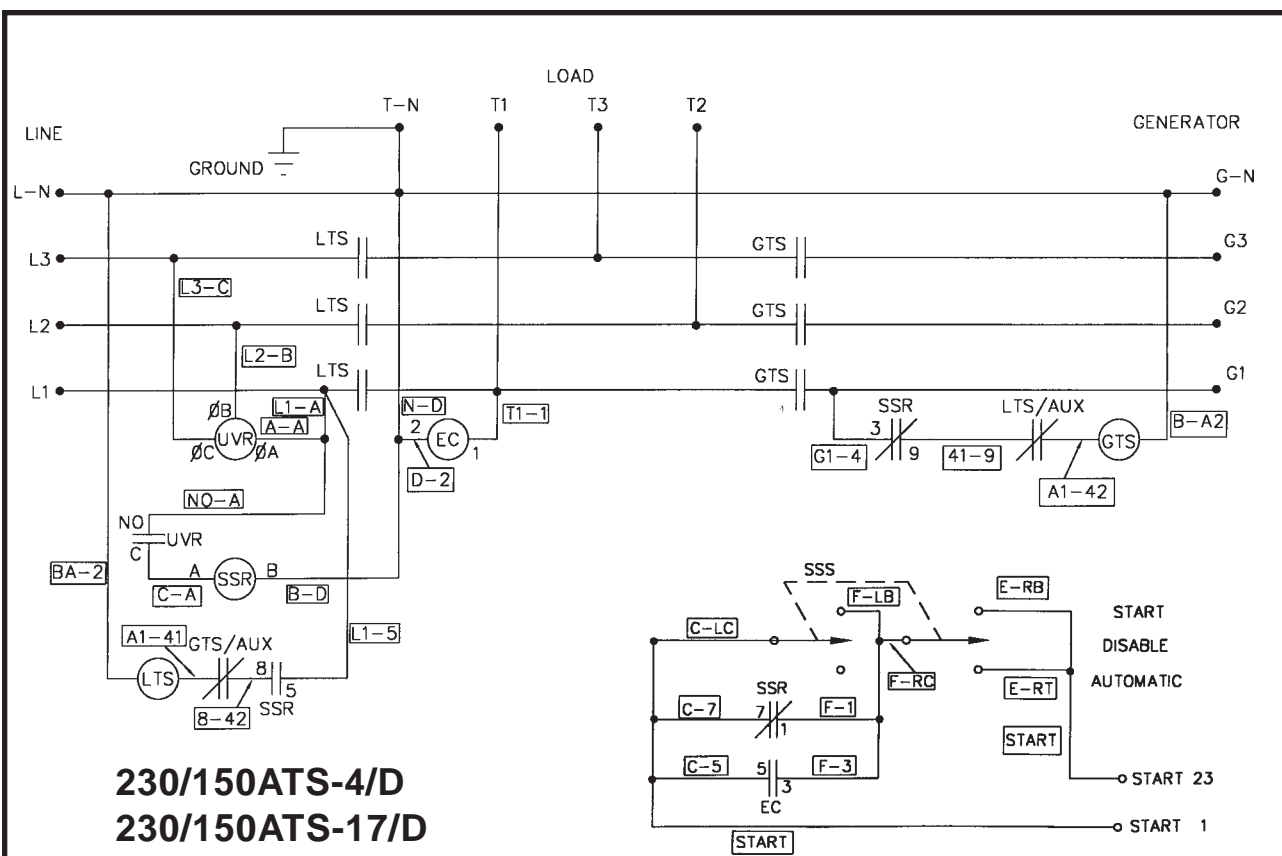 LOAD
T-N T1 T3 T2
LINE
GENERATOR
GROUND
L-N
G-N
LTS
GTS
L3
G3
L3-C
LTS
GTS
L2
G2
L2-B
LTS
GTS
L1
G1
ØB
L1-A
N-D
T1-1
SSR
LTS/AUX
A-A
2
3
B-A2
UVR
EC
GTS
ØC
ØA
1
G1-4
9
41-9
D-2
A1-42
NO-A
NO
UVR
C
SSS
BA-2
A
SSR
B
F-LB
E-RB
C-A
B-D
START
A1-41
GTS/AUX
L1-5
C-LC
DISABLE
LTS
8
5
F-RC
E-RT
AUTOMATIC
SSR
SSR
8-42
C-7
7
1
F-1
START
C-5
5
3
F-3
START 23
EC
START 1
START
230/150ATS-4/D
230/150ATS-17/D